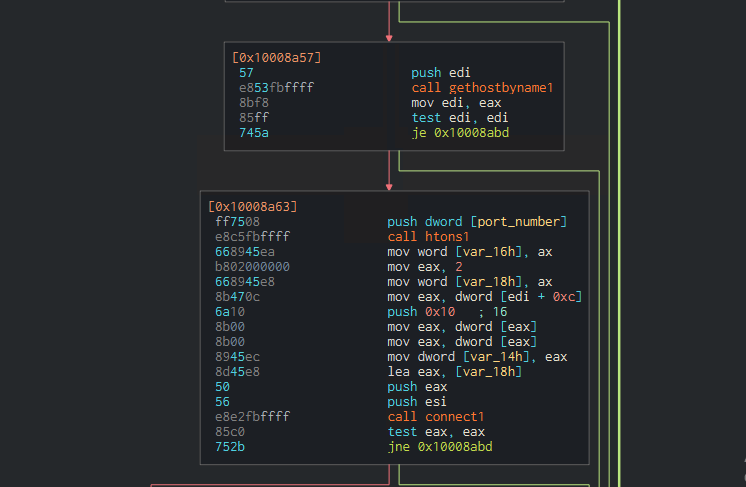 [0x10008a57]
57 push edi
e853fbffff call gethostbyname1
8bf8 mov edi, eax
85ff test edi, edi
745a je 0x10008abd
[0x10008a63]
ff7508 push dword [port_number]
e8c5fbffff call htons1
668945ea mov word [var_16h], ax
b802000000 mov eax, 2
668945e8 mov word [var_18h], ax
8b470c mov eax, dword [edi + 0xc]
6a10 push 0x10 ; 16
8b00 mov eax, dword [eax]
8b00 mov eax, dword [eax]
8945ec mov dword [var_14h], eax
8d45e8 lea eax, [var_18h]
50 push eax
56 push esi
e8e2fbffff call connect1
85c0 test eax, eax
752b jne 0x10008abd